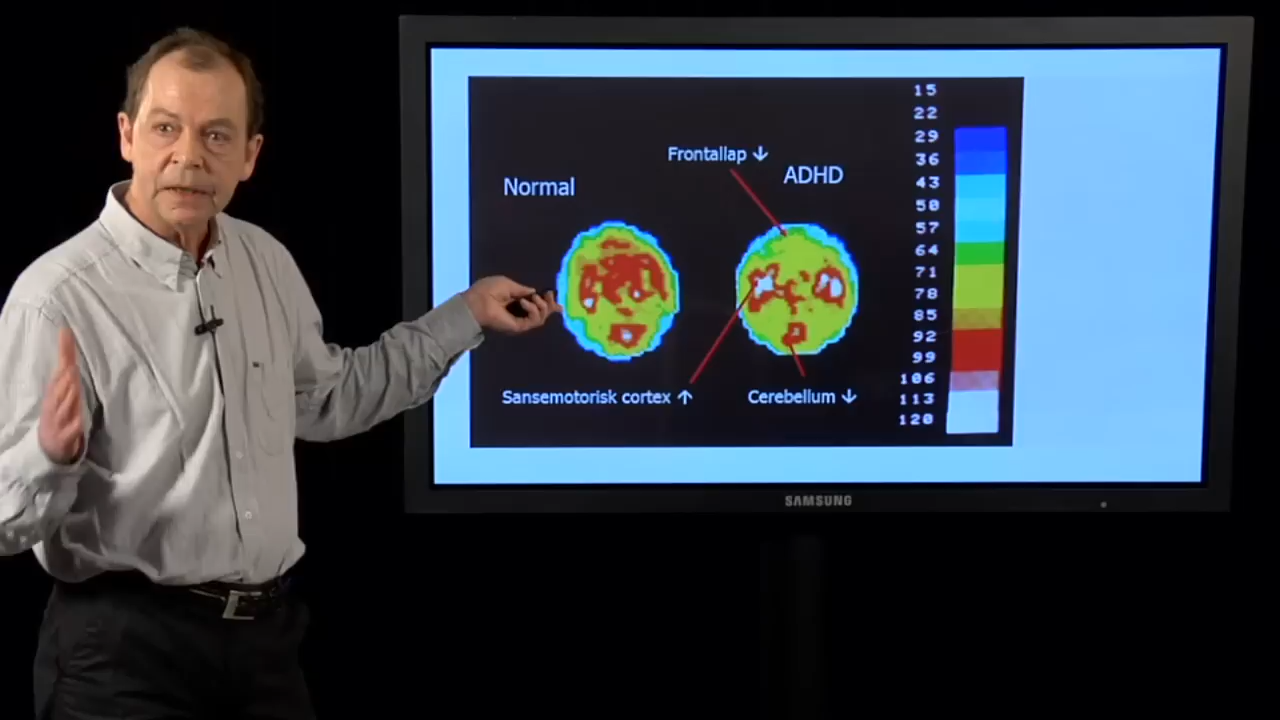 Frontallap ↓
ADHD
Normal
Sansemotorisk cortex ↑
Cerebellum ↓
15
22
29
36
43
50
57
64
71
78
85
92
99
106
113
120
SAMSUNG